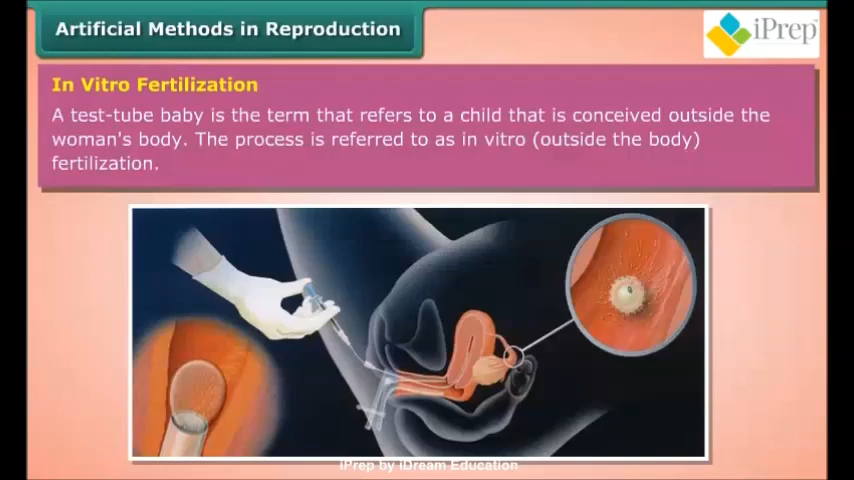 Artificial Methods in Reproduction
iPrep
In Vitro Fertilization
A test-tube baby is the term that refers to a child that is conceived outside the
woman's body. The process is referred to as in vitro (outside the body)
fertilization.
iPrep by iDream Education